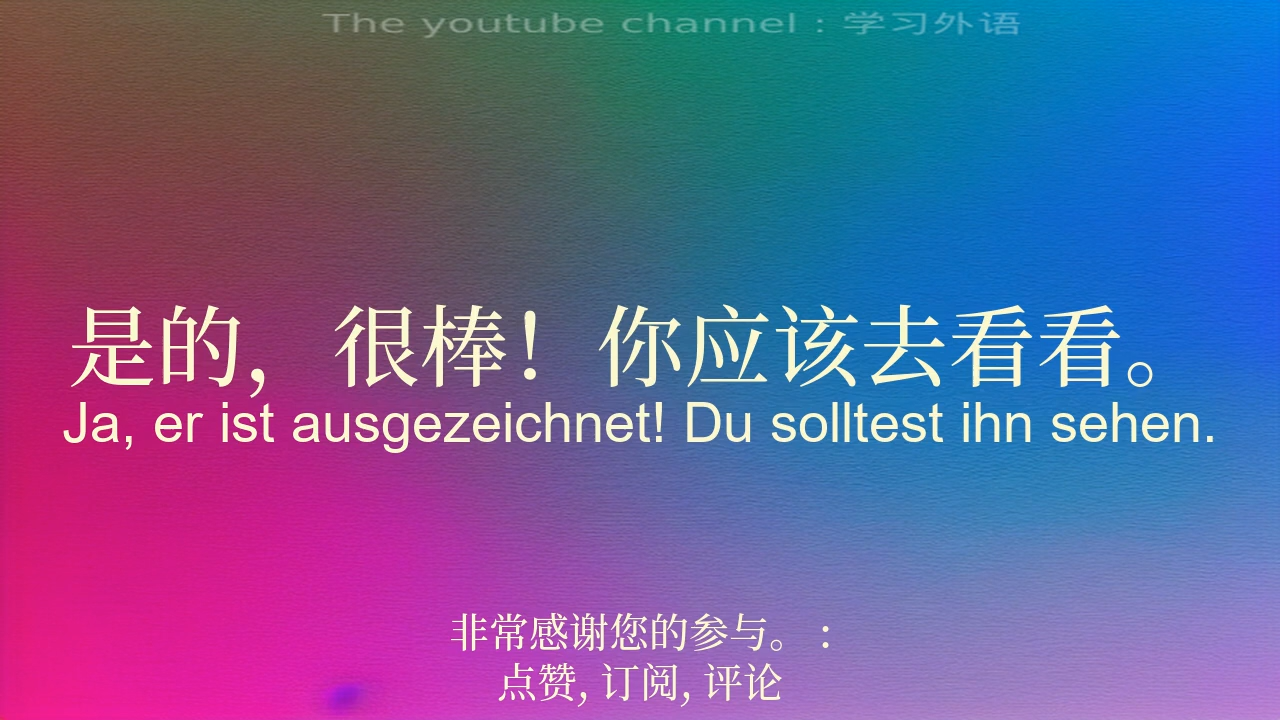 The youtube channel : 学习外语
是的，很棒！你应该去看看。
Ja, er ist ausgezeichnet! Du solltest ihn sehen.
非常感谢您的参与。 :
点赞, 订阅, 评论